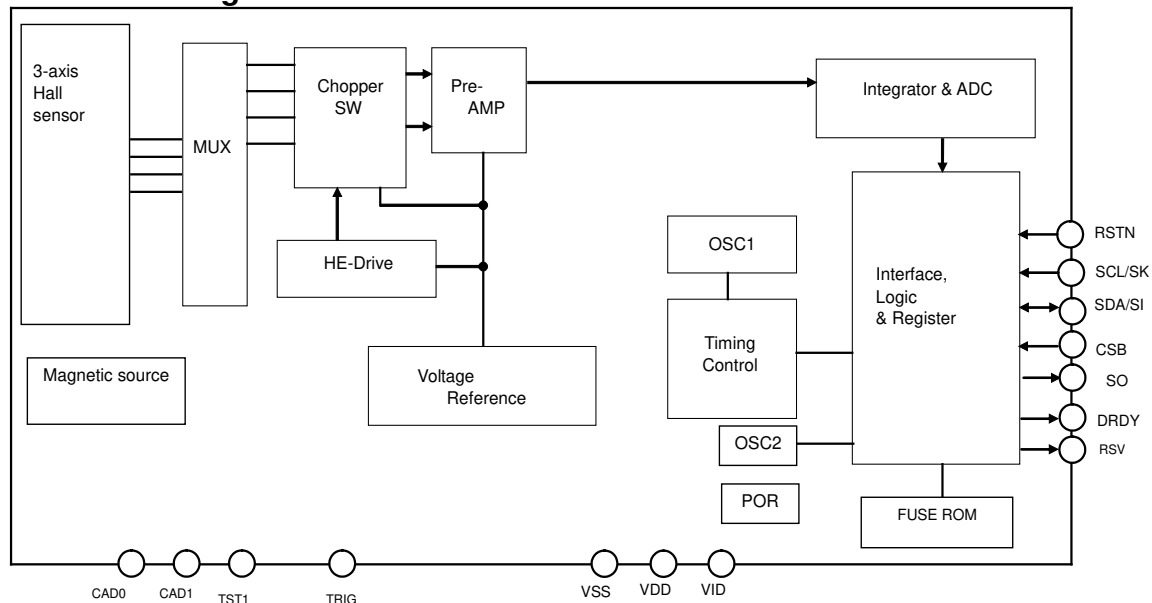 3-axis
Hall
sensor
MUX
Chopper
SW
Pre-
AMP
Integrator & ADC
HE-Drive
OSC1
Interface,
Logic
& Register
Timing
Control
Magnetic source
Voltage
Reference
OSC2
POR
FUSE ROM
RSTN
SCL/SK
SDA/SI
CSB
SO
DRDY
RSV
CAD0
CAD1
TST1
TRIG
VSS
VDD
VID